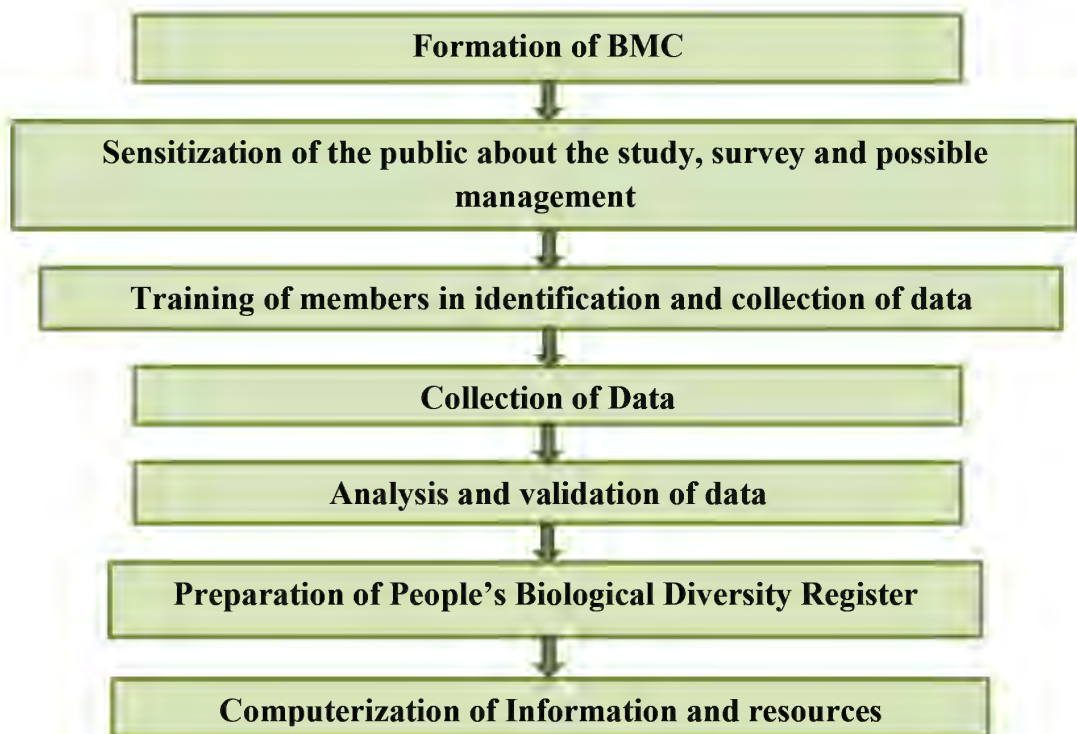 Formation of BMC
Sensitization of the public about the study, survey and possible
management
Training of members in identification and collection of data
Collection of Data
Analysis and validation of data
Preparation of People’s Biological Diversity Register
Computerization of Information and resources